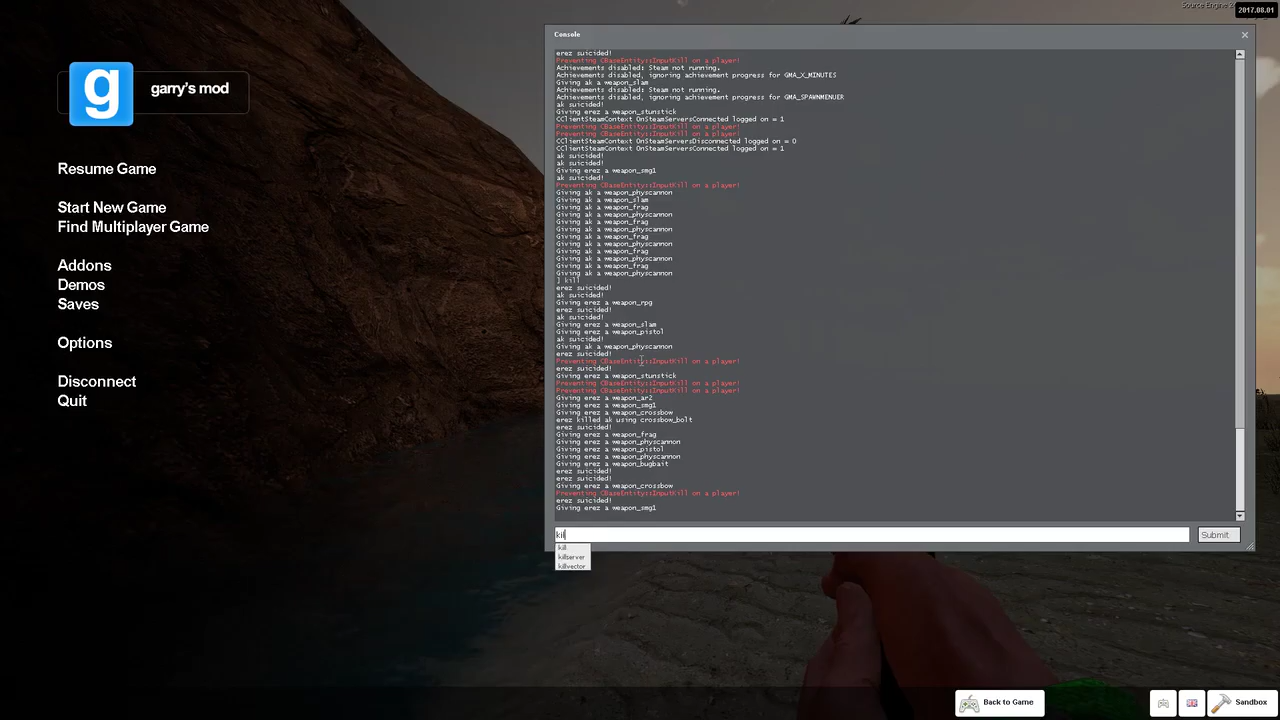 Source Engine 2
2017.08.01
g
garry's mod
Resume Game
Start New Game
Find Multiplayer Game
Addons
Demos
Saves
Options
Disconnect
Quit
Console
erez suicided!
Preventing CBaseEntity::InputKill on a player!
Achievements disabled: Steam not running.
Achievements disabled, ignoring achievement progress for GMA_X_MINUTES
Giving ak a weapon_slam
Achievements disabled: Steam not running.
Achievements disabled, ignoring achievement progress for GMA_SPAWNMENUER
ak suicided!
Giving erez a weapon_stunstick
CClientSteamContext OnSteamServersConnected logged on = 1
Preventing CBaseEntity::InputKill on a player!
Preventing CBaseEntity::InputKill on a player!
CClientSteamContext OnSteamServersDisconnected logged on = 0
CClientSteamContext OnSteamServersConnected logged on = 1
ak suicided!
ak suicided!
Giving erez a weapon_smg1
ak suicided!
Preventing CBaseEntity::InputKill on a player!
Giving ak a weapon_physcannon
Giving ak a weapon_slam
Giving ak a weapon_frag
Giving ak a weapon_physcannon
Giving ak a weapon_frag
Giving ak a weapon_physcannon
Giving ak a weapon_frag
Giving ak a weapon_physcannon
Giving ak a weapon_frag
Giving ak a weapon_physcannon
Giving ak a weapon_frag
Giving ak a weapon_physcannon
] kill
erez suicided!
ak suicided!
Giving erez a weapon_rpg
erez suicided!
ak suicided!
Giving erez a weapon_slam
Giving erez a weapon_pistol
ak suicided!
Giving ak a weapon_physcannon
erez suicided!
Preventing CBaseEntity::InputKill on a player!
erez suicided!
Giving erez a weapon_stunstick
Preventing CBaseEntity::InputKill on a player!
Preventing CBaseEntity::InputKill on a player!
Giving erez a weapon_ar2
Giving erez a weapon_smg1
Giving erez a weapon_crossbow
erez killed ak using crossbow_bolt
erez suicided!
Giving erez a weapon_frag
Giving erez a weapon_physcannon
Giving erez a weapon_pistol
Giving erez a weapon_physcannon
Giving erez a weapon_bugbait
erez suicided!
erez suicided!
Giving erez a weapon_crossbow
Preventing CBaseEntity::InputKill on a player!
erez suicided!
Giving erez a weapon_smg1
kil
Submit
kill
killserver
killvector
Back to Game
Sandbox